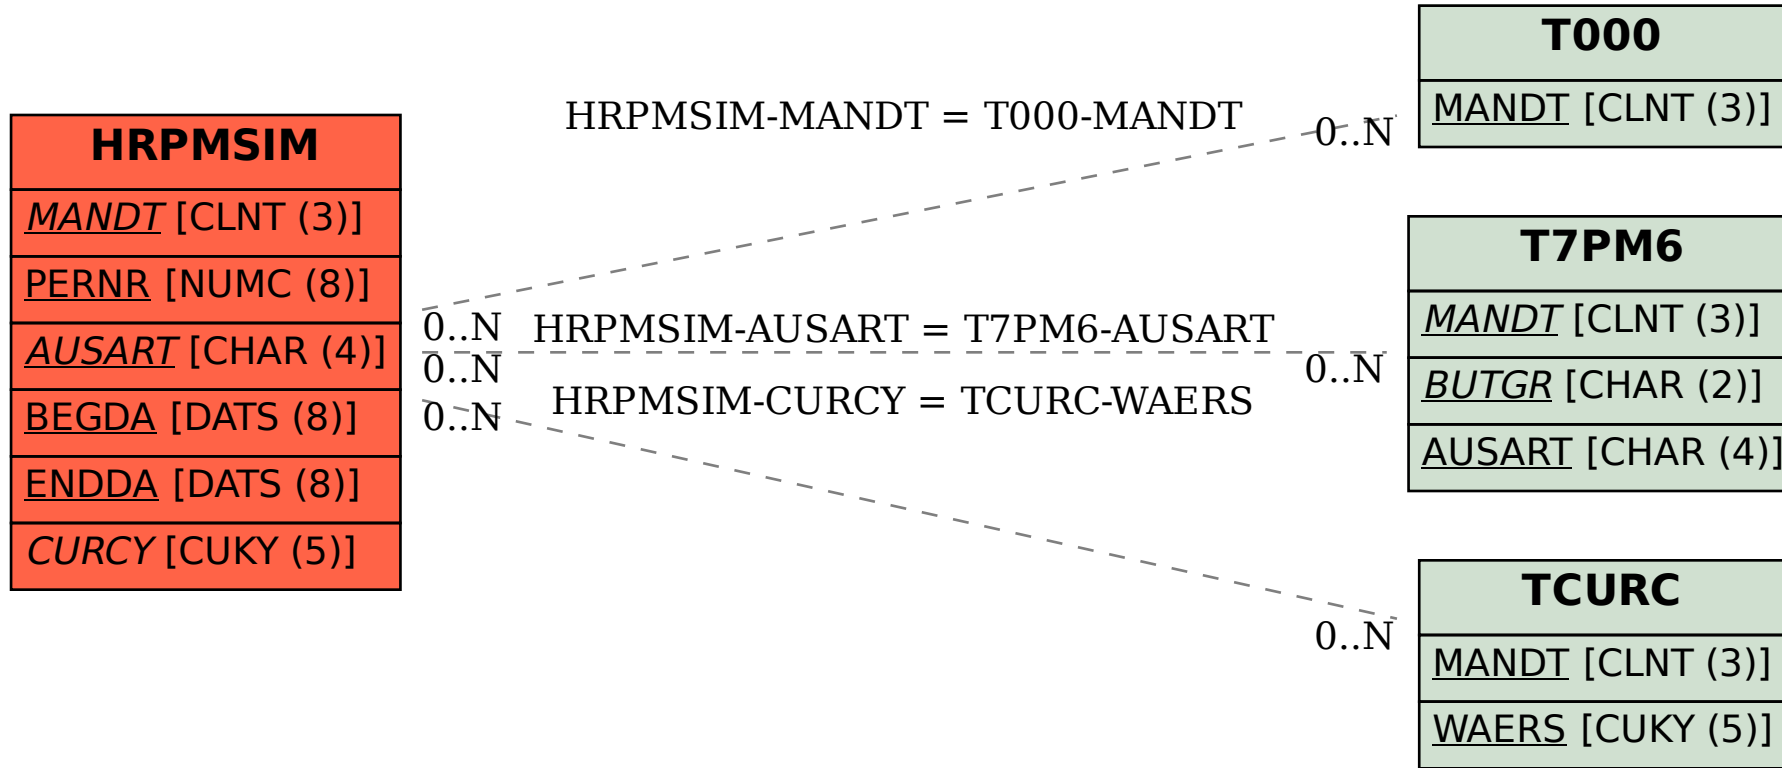 HRPMSIM
MANDT [CLNT (3)]
PERNR [NUMC (8)]
AUSART [CHAR (4)]
BEGDA [DATS (8)]
ENDDA [DATS (8)]
CURCY [CUKY (5)]
HRPMSIM-MANDT = T000-MANDT
0..N
0..N
HRPMSIM-AUSART = T7PM6-AUSART
0..N
0..N
HRPMSIM-CURCY = TCURC-WAERS
0..N
0..N
T000
MANDT [CLNT (3)]
T7PM6
MANDT [CLNT (3)]
BUTGR [CHAR (2)]
AUSART [CHAR (4)]
TCURC
MANDT [CLNT (3)]
WAERS [CUKY (5)]